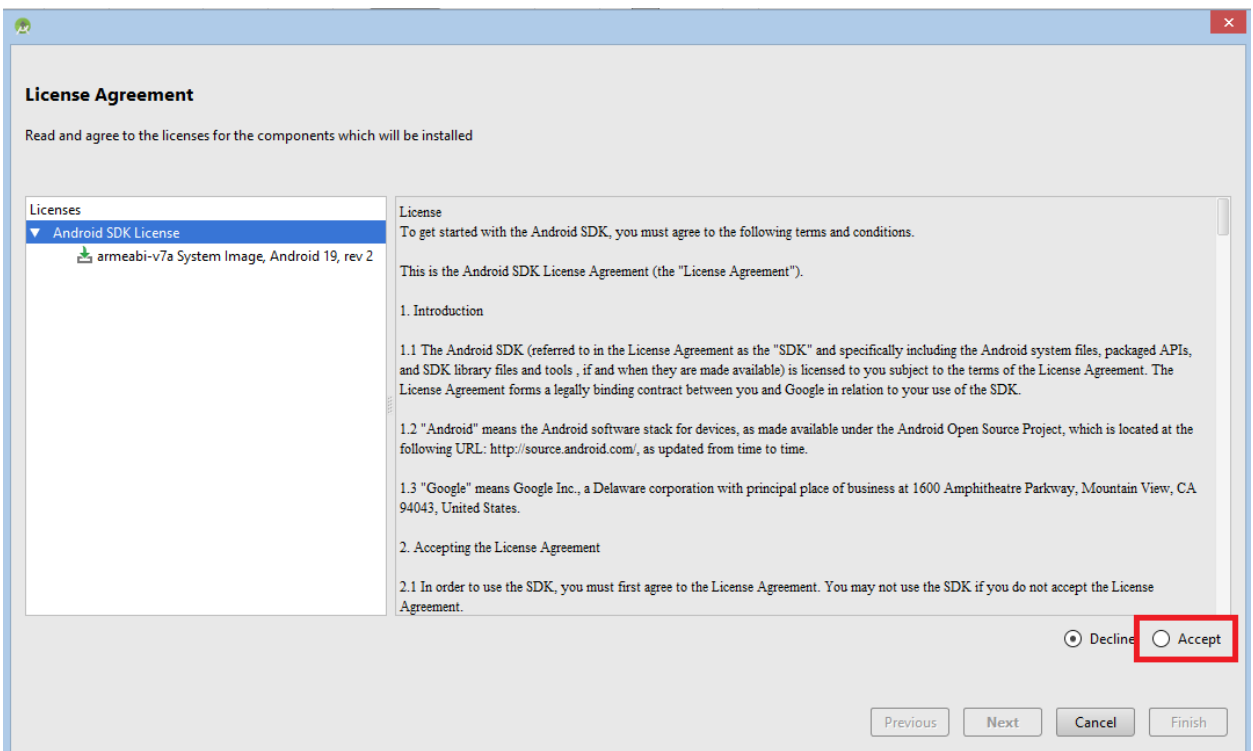 License Agreement
Read and agree to the licenses for the components which will be installed
Licenses
Android SDK License
armeabi-v7a System Image, Android 19, rev 2
License
To get started with the Android SDK, you must agree to the following terms and conditions.
This is the Android SDK License Agreement (the "License Agreement").
1. Introduction
1.1 The Android SDK (referred to in the License Agreement as the "SDK" and specifically including the Android system files, packaged APIs,
and SDK library files and tools , if and when they are made available) is licensed to you subject to the terms of the License Agreement. The
License Agreement forms a legally binding contract between you and Google in relation to your use of the SDK.
1.2 "Android" means the Android software stack for devices, as made available under the Android Open Source Project, which is located at the
following URL: http://source.android.com/, as updated from time to time.
1.3 "Google" means Google Inc., a Delaware corporation with principal place of business at 1600 Amphitheatre Parkway, Mountain View, CA
94043, United States.
2. Accepting the License Agreement
2.1 In order to use the SDK, you must first agree to the License Agreement. You may not use the SDK if you do not accept the License
Agreement.
Decline Accept
Previous Next Cancel Finish